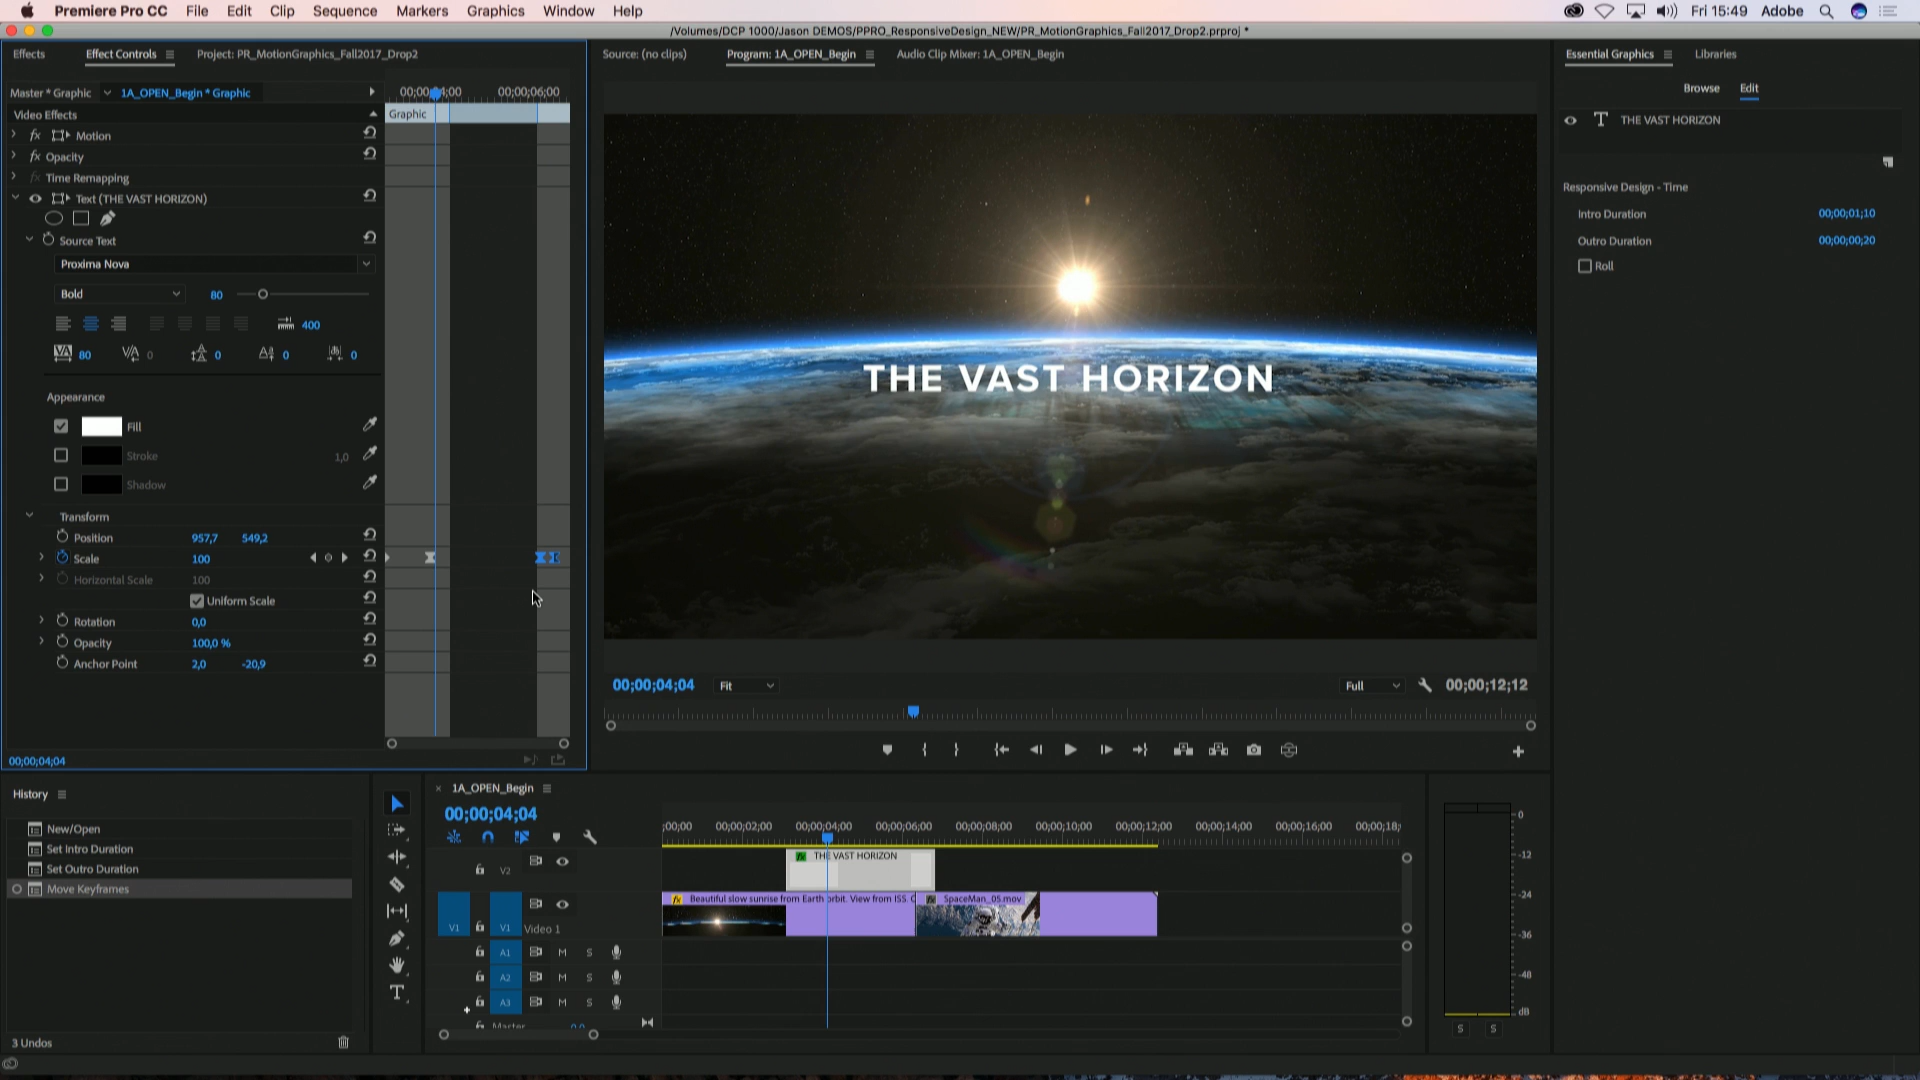 Premiere Pro CC File Edit Clip Sequence Markers Graphics Window Help Fri 15:49 Adobe
/Volumes/DCP 1000/Jason DEMOS/PPRO_ResponsiveDesign_NEW/PR_MotionGraphics_Fall2017_Drop2.prproj *
Effects Effect Controls Project: PR_MotionGraphics_Fall2017_Drop2 Source: (no clips) Program: 1A_OPEN_Begin Audio Clip Mixer: 1A_OPEN_Begin Essential Graphics Libraries
Master * Graphic 1A_OPEN_Begin * Graphic 00;00;06;00
Browse Edit
Video Effects Graphic
THE VAST HORIZON
fx Motion
fx Opacity
fx Time Remapping
Text (THE VAST HORIZON)
Responsive Design - Time
Intro Duration 00;00;01;10
Outro Duration 00;00;00;20
Roll
Source Text
Proxima Nova
Bold 80
400
80 0 0 0 0
Appearance
Fill
Stroke 1,0
Shadow
THE VAST HORIZON
Transform
Position 957,7 549,2
Scale 100
Horizontal Scale 100
Uniform Scale
Rotation 0,0
Opacity 100,0 %
Anchor Point 2,0 -20,9
00;00;04;04 Fit Full 00;00;12;12
00;00;04;04
History
New/Open
Set Intro Duration
Set Outro Duration
Move Keyframes
3 Undos
1A_OPEN_Begin
00;00;04;04
;00;00 00;00;02;00 00;00;04;00 00;00;06;00 00;00;08;00 00;00;10;00 00;00;12;00 00;00;14;00 00;00;16;00 00;00;18;
V2 fx THE VAST HORIZON
fx Beautiful slow sunrise from Earth orbit. View from ISS. C fx SpaceMan_05.mov
V1 V1 Video 1
A1 M S
A2 M S
A3 M S
Master 0,0
0
-12
-24
-36
-48
dB
S S